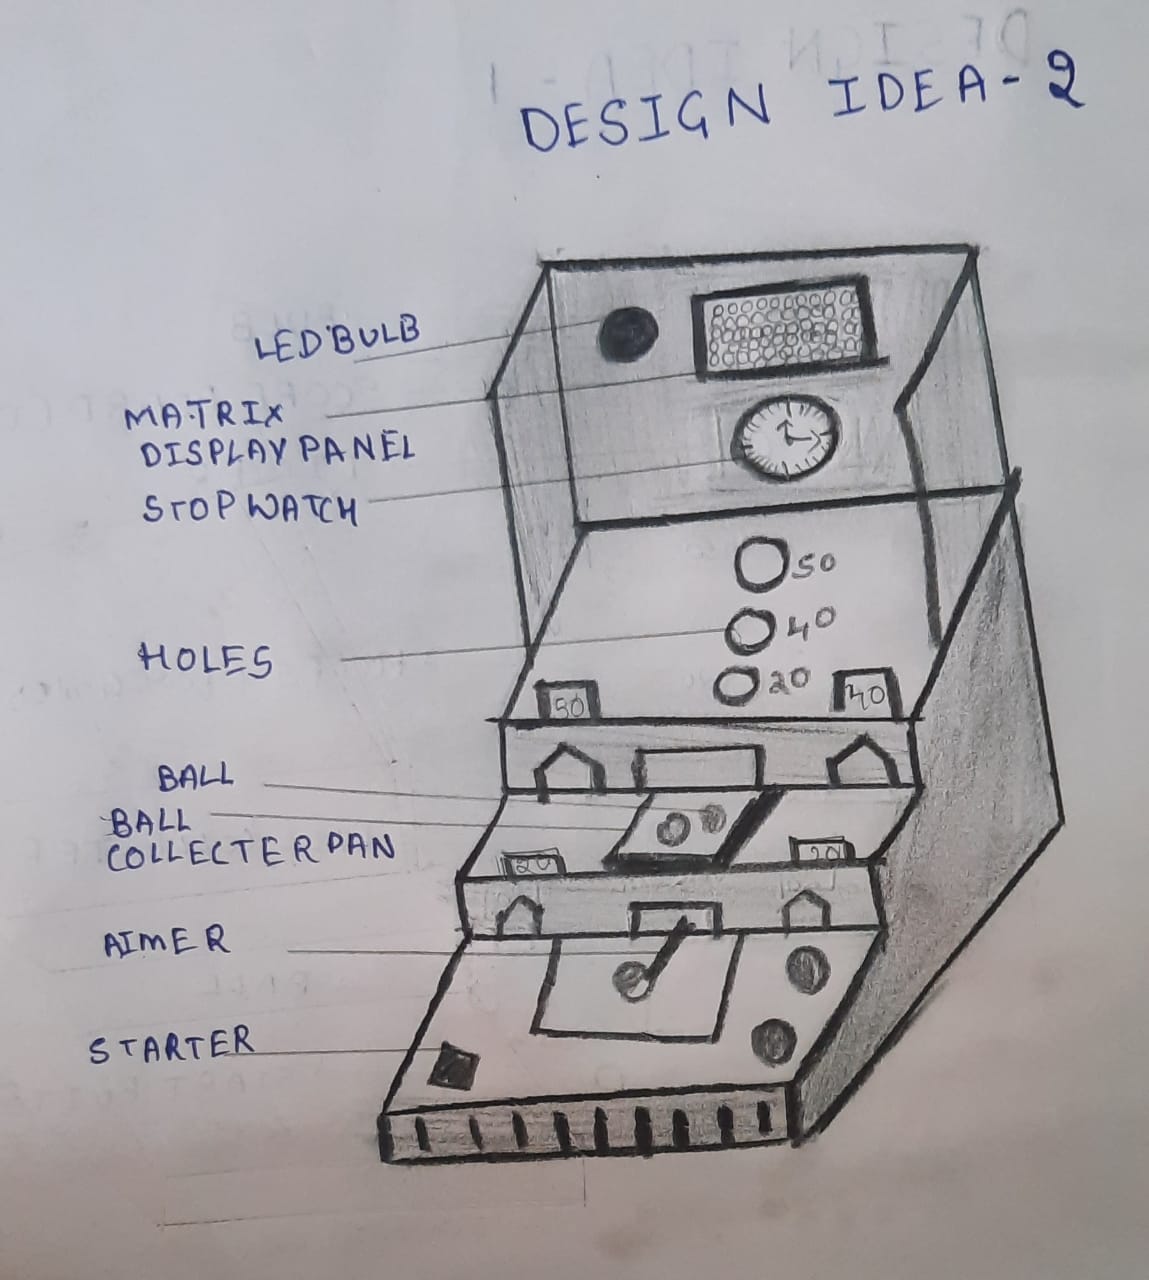 DESIGN IDEA-2
LED BULB
MATRIX
DISPLAY PANEL
STOP WATCH
50
40
20
HOLES
50
40
BALL
BALL
COLLECTER PAN
20
20
AIMER
STARTER